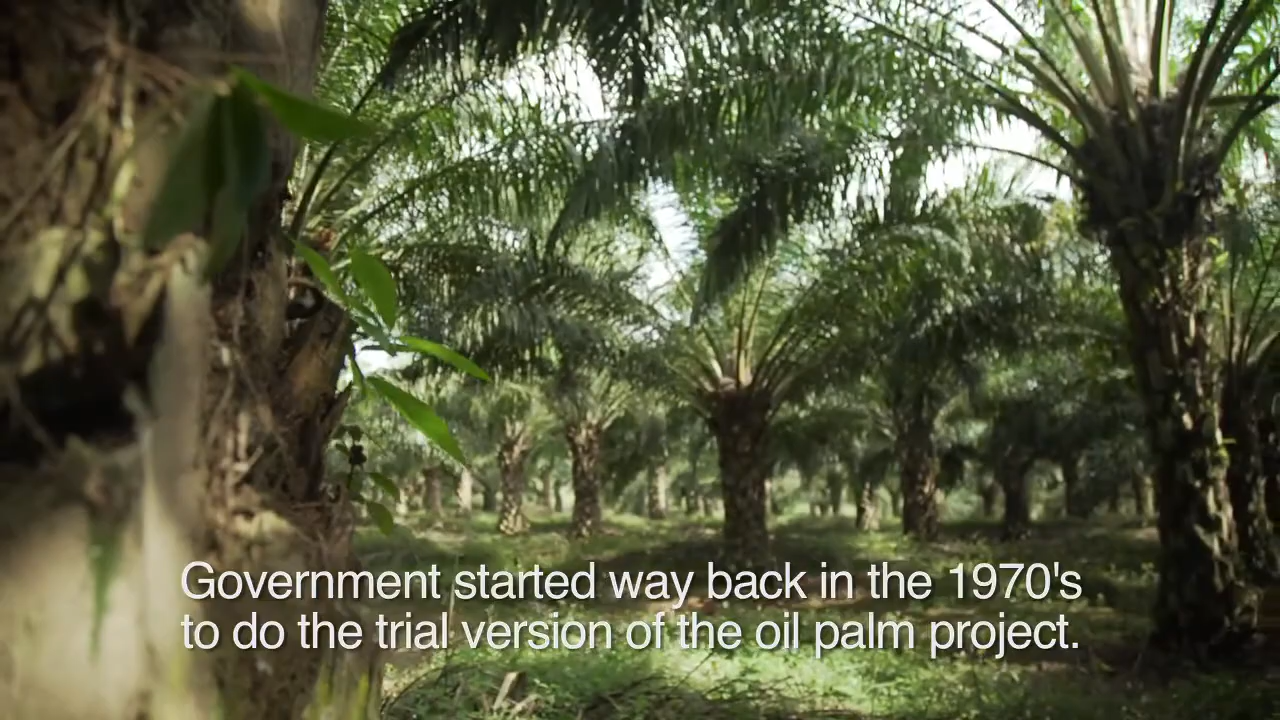 Government started way back in the 1970's
to do the trial version of the oil palm project.